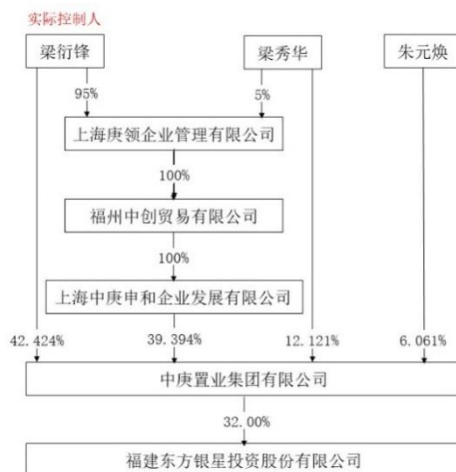 实际控制人
梁衍锋
梁秀华
朱元焕
95%
5%
上海庚领企业管理有限公司
100%
福州中创贸易有限公司
100%
上海中庚申和企业发展有限公司
42.424%
39.394%
12.121%
6.061%
中庚置业集团有限公司
32.00%
福建东方银星投资股份有限公司